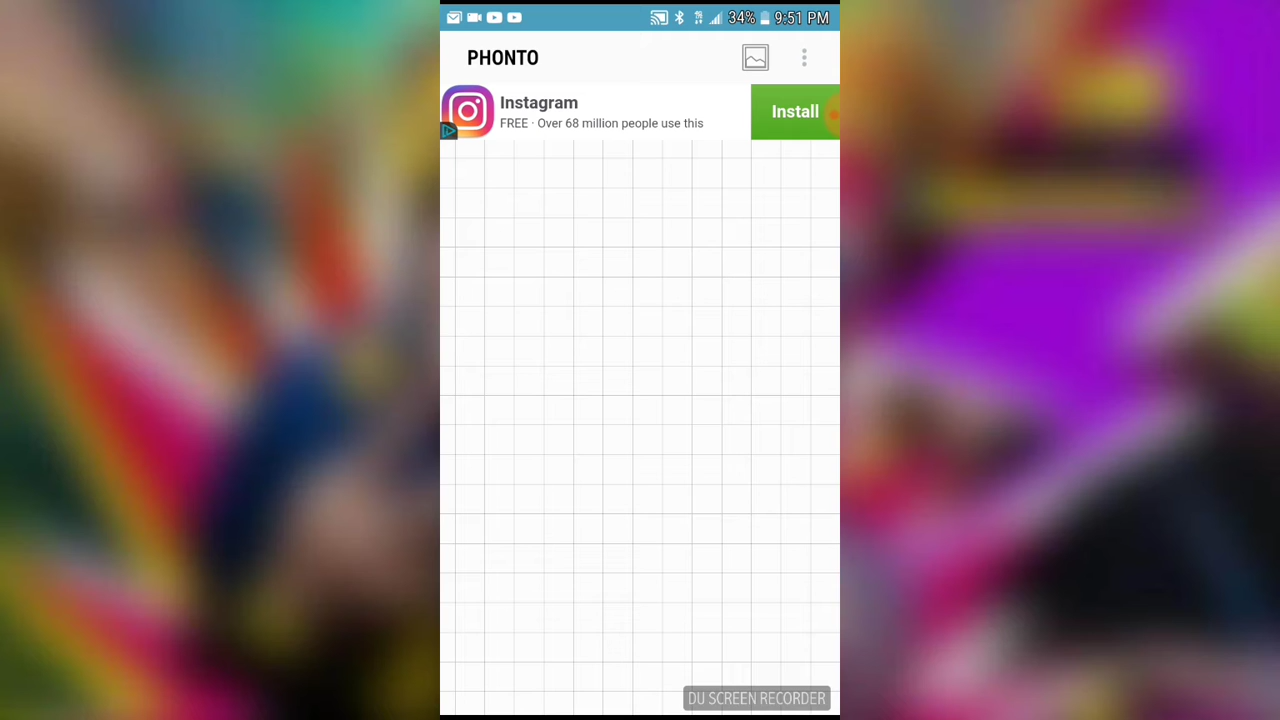 34% 9:51 PM
PHONTO
Instagram
FREE · Over 68 million people use this
Install
DU SCREEN RECORDER